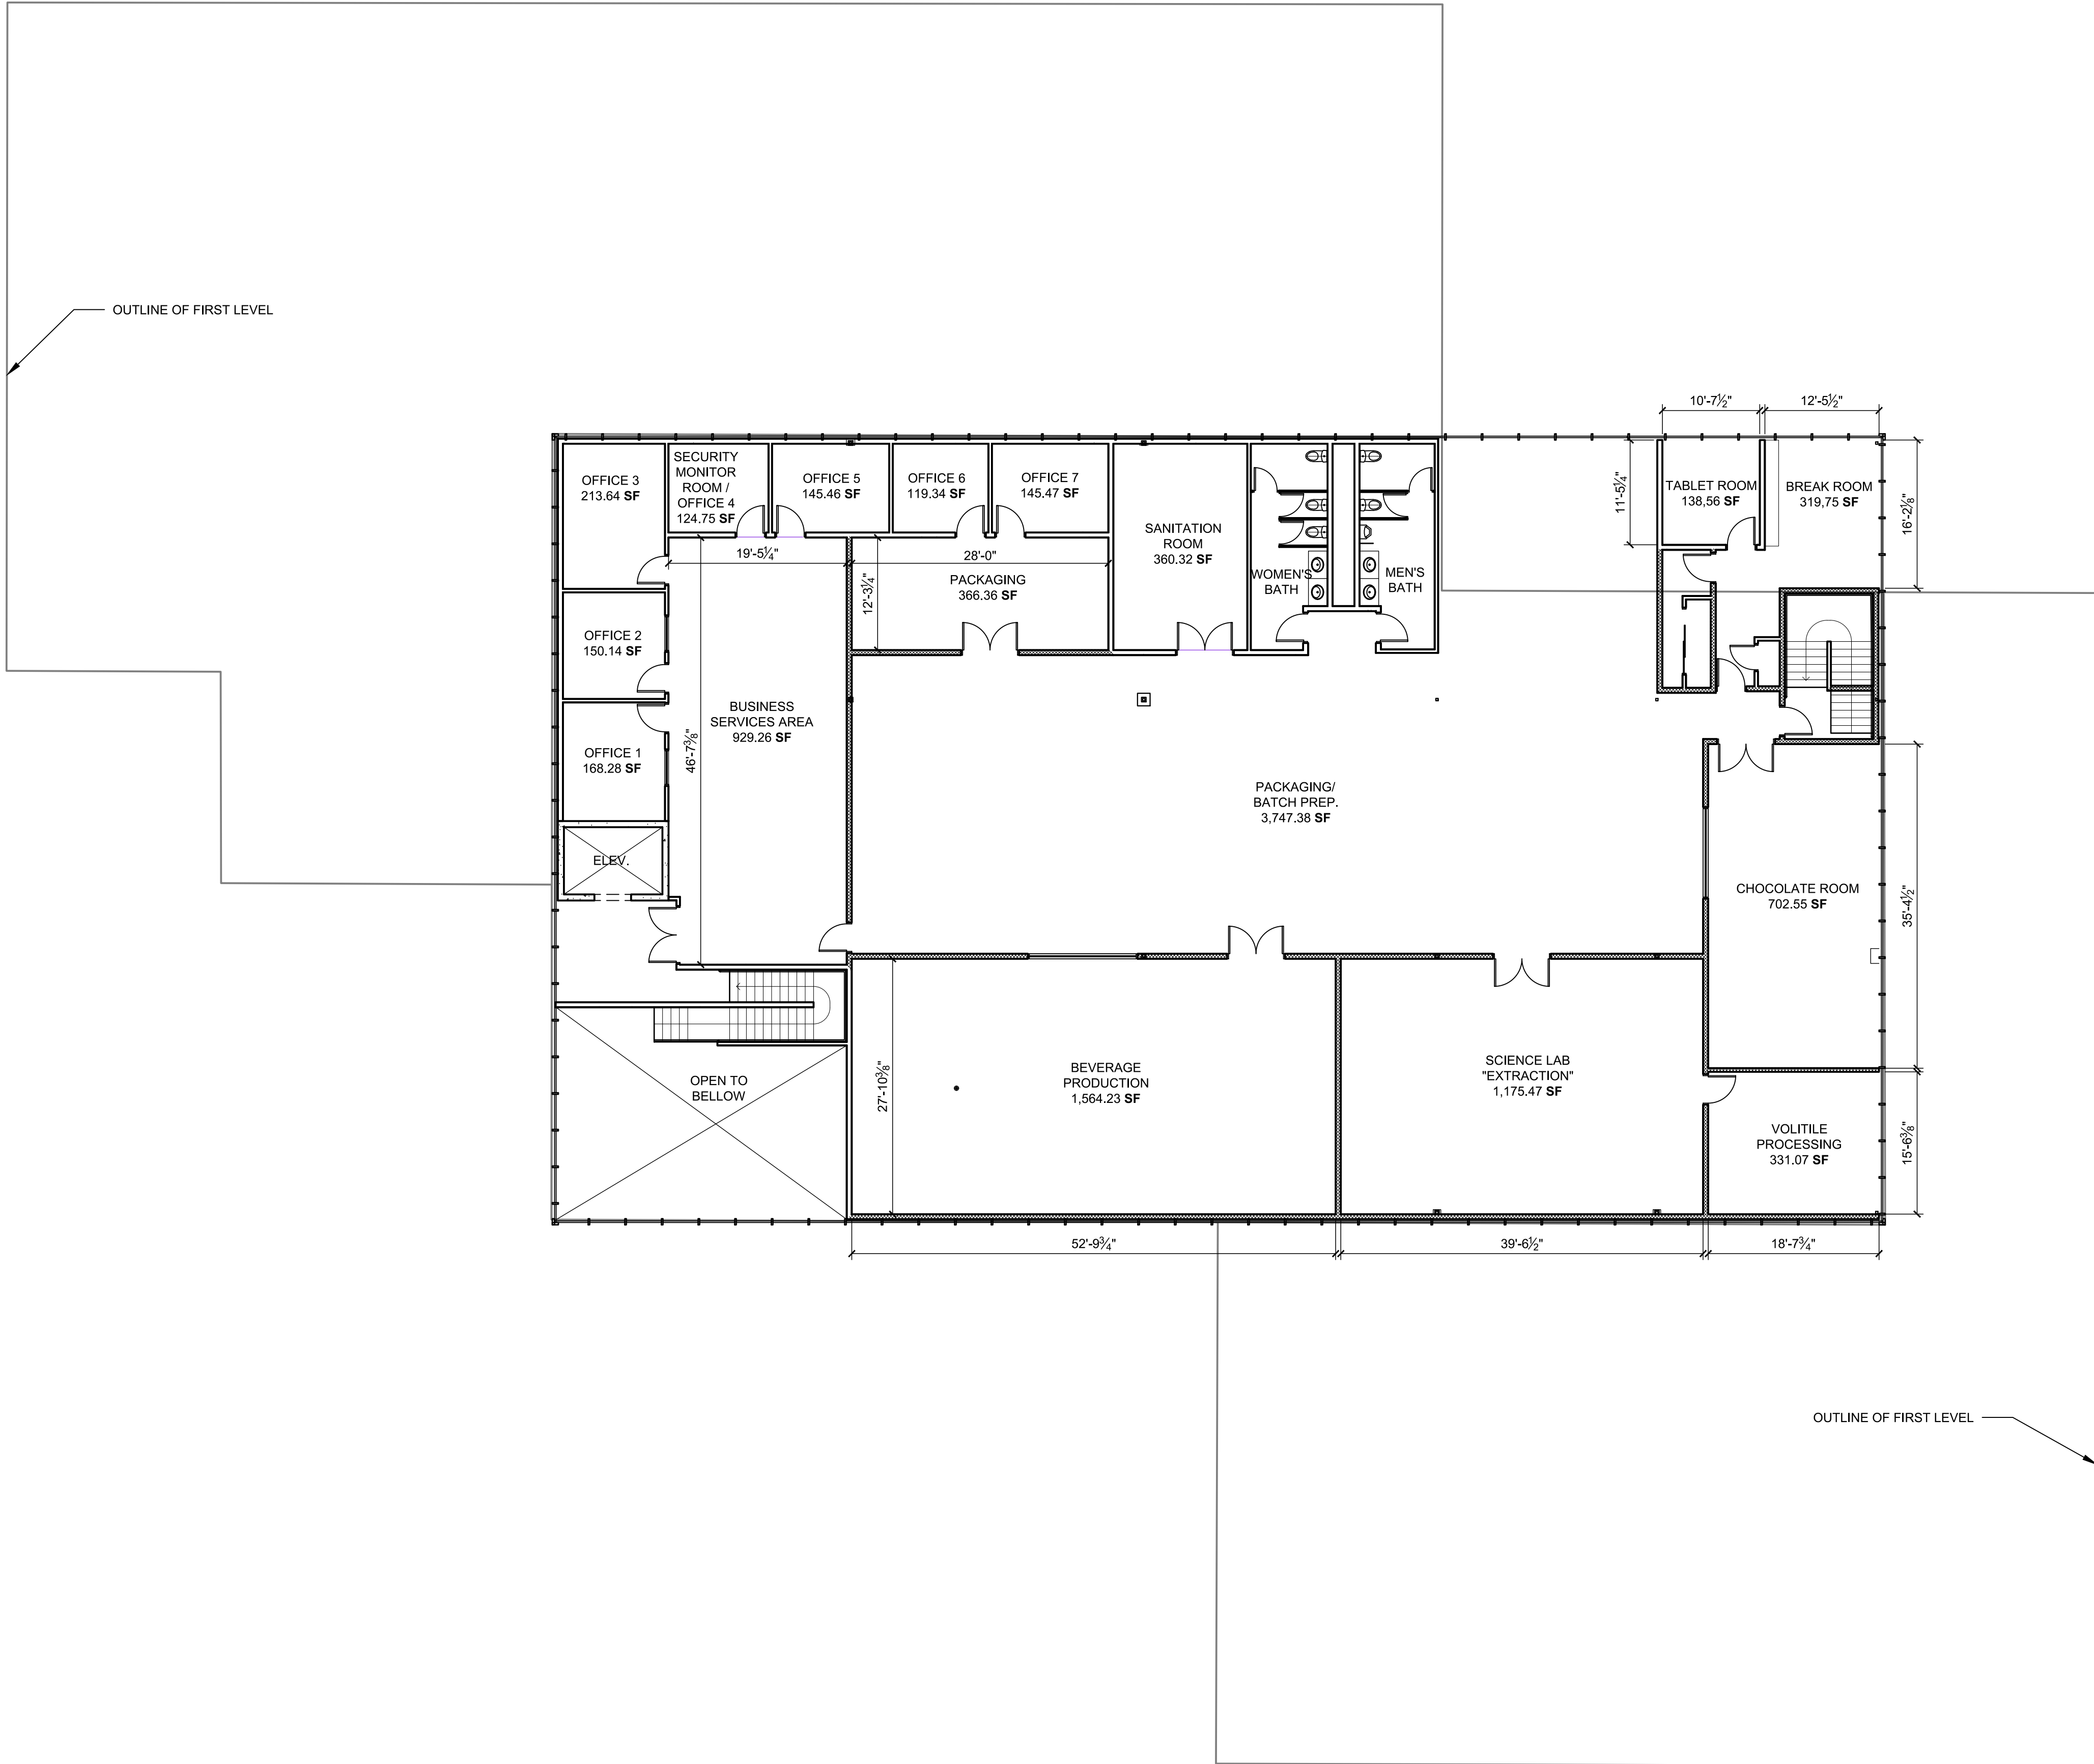 OUTLINE OF FIRST LEVEL
10'-7½"
12'-5½"
OFFICE 3
213.64 SF
SECURITY
MONITOR
ROOM /
OFFICE 4
124.75 SF
OFFICE 5
145.46 SF
OFFICE 6
119.34 SF
OFFICE 7
145.47 SF
SANITATION
ROOM
360.32 SF
WOMEN'S
BATH
MEN'S
BATH
11'-5¼"
TABLET ROOM
138,56 SF
BREAK ROOM
319,75 SF
16'-2⅛"
19'-5¼"
28'-0"
12'-3¼"
PACKAGING
366.36 SF
OFFICE 2
150.14 SF
OFFICE 1
168.28 SF
46'-7⅜"
BUSINESS
SERVICES AREA
929.26 SF
PACKAGING/
BATCH PREP.
3,747.38 SF
ELEV.
CHOCOLATE ROOM
702.55 SF
35'-4½"
OPEN TO
BELLOW
27'-10⅜"
BEVERAGE
PRODUCTION
1,564.23 SF
SCIENCE LAB
"EXTRACTION"
1,175.47 SF
VOLITILE
PROCESSING
331.07 SF
15'-6⅜"
52'-9¾"
39'-6½"
18'-7¾"
OUTLINE OF FIRST LEVEL